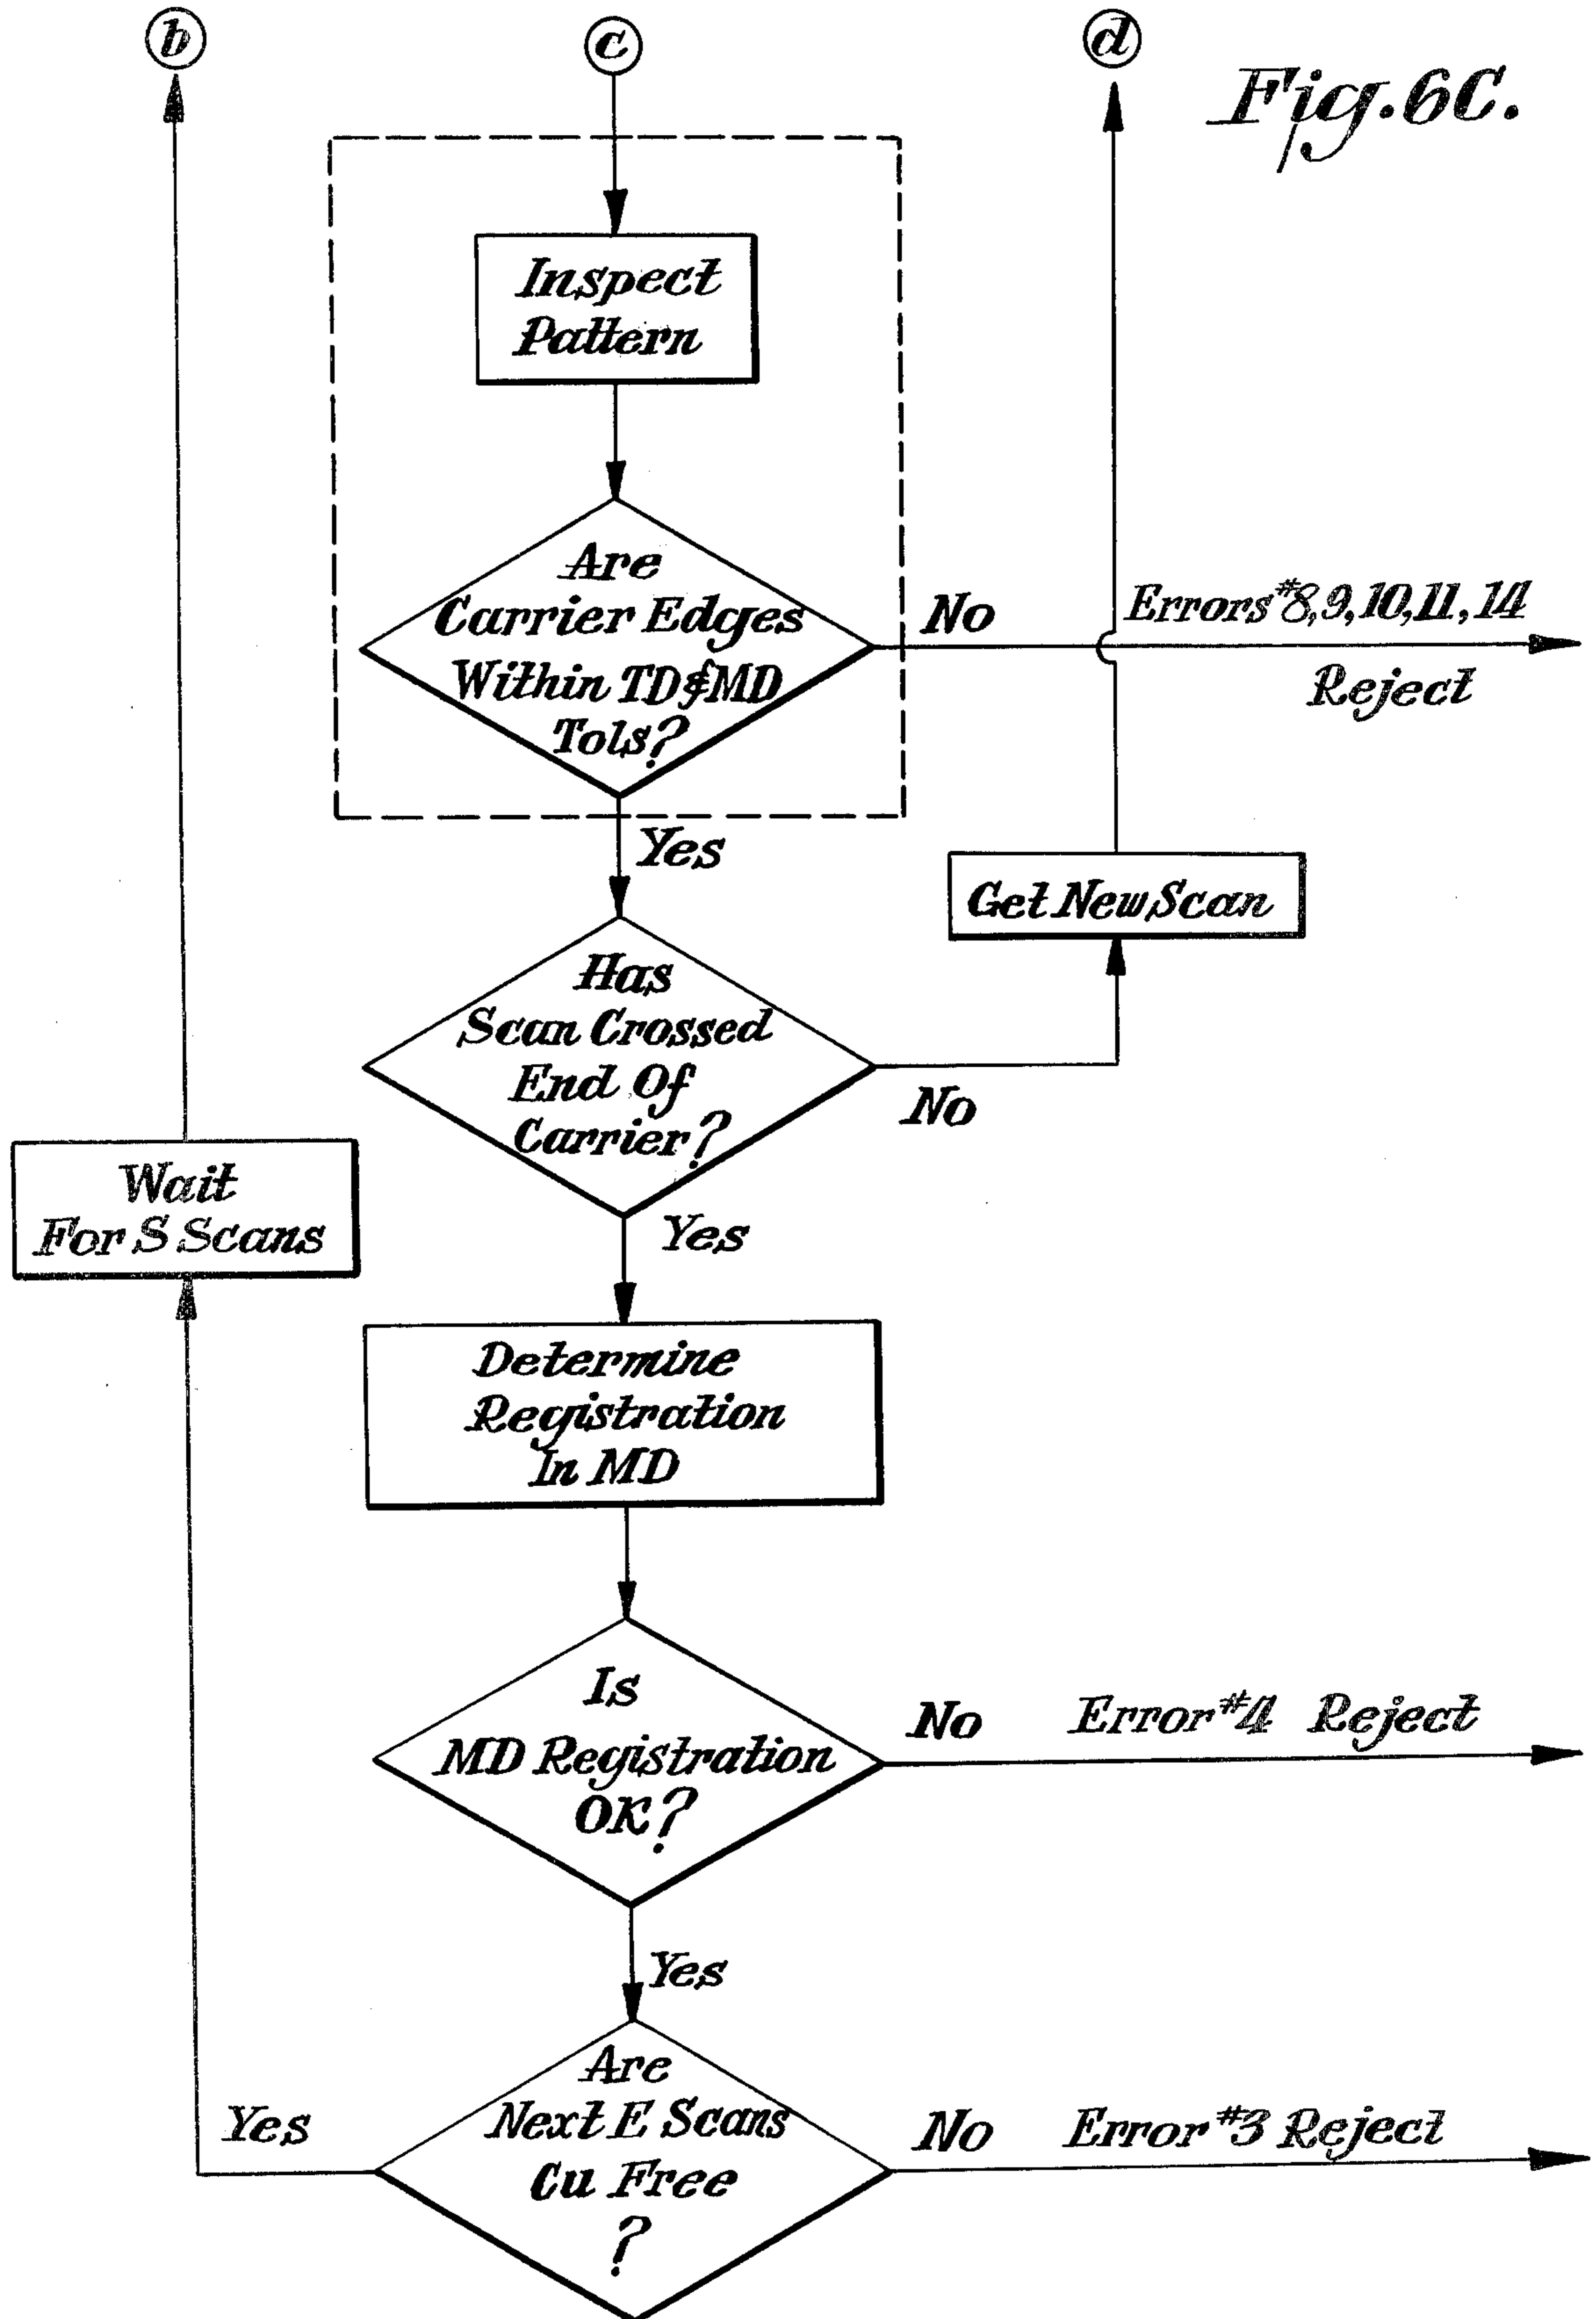 b
c
d
Fig. 6C.
Inspect
Pattern
Are
Carrier Edges
Within TD & MD
Tols?
No
Errors #8, 9, 10, 11, 14
Reject
Yes
Get New Scan
Has
Scan Crossed
End Of
Carrier?
No
Wait
For S Scans
Yes
Determine
Registration
In MD
Is
MD Registration
OK?
No
Error #4 Reject
Yes
Are
Next E Scans
Cu Free
?
Yes
No
Error #3 Reject